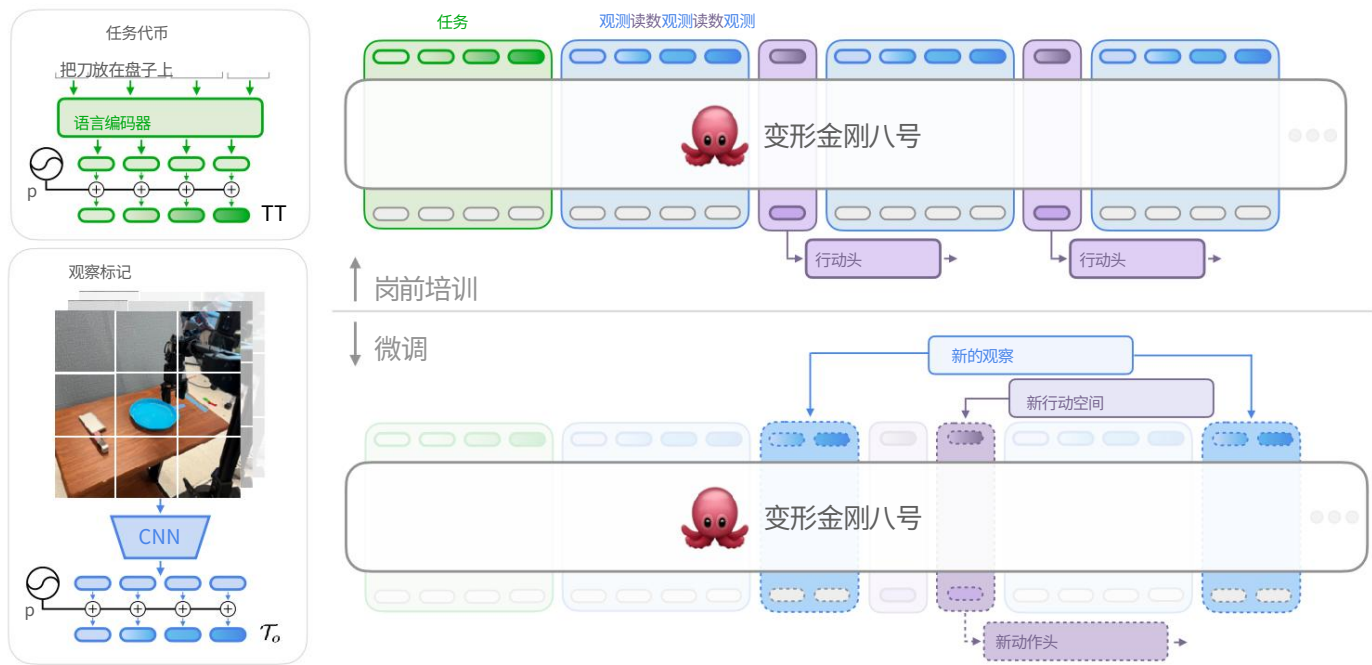 任务代币
把刀放在盘子上
语言编码器
p
TT
观察标记
CNN
p
𝒯ₒ
任务
观测读数观测读数观测
变形金刚八号
行动头
行动头
岗前培训
微调
新的观察
新行动空间
变形金刚八号
新动作头